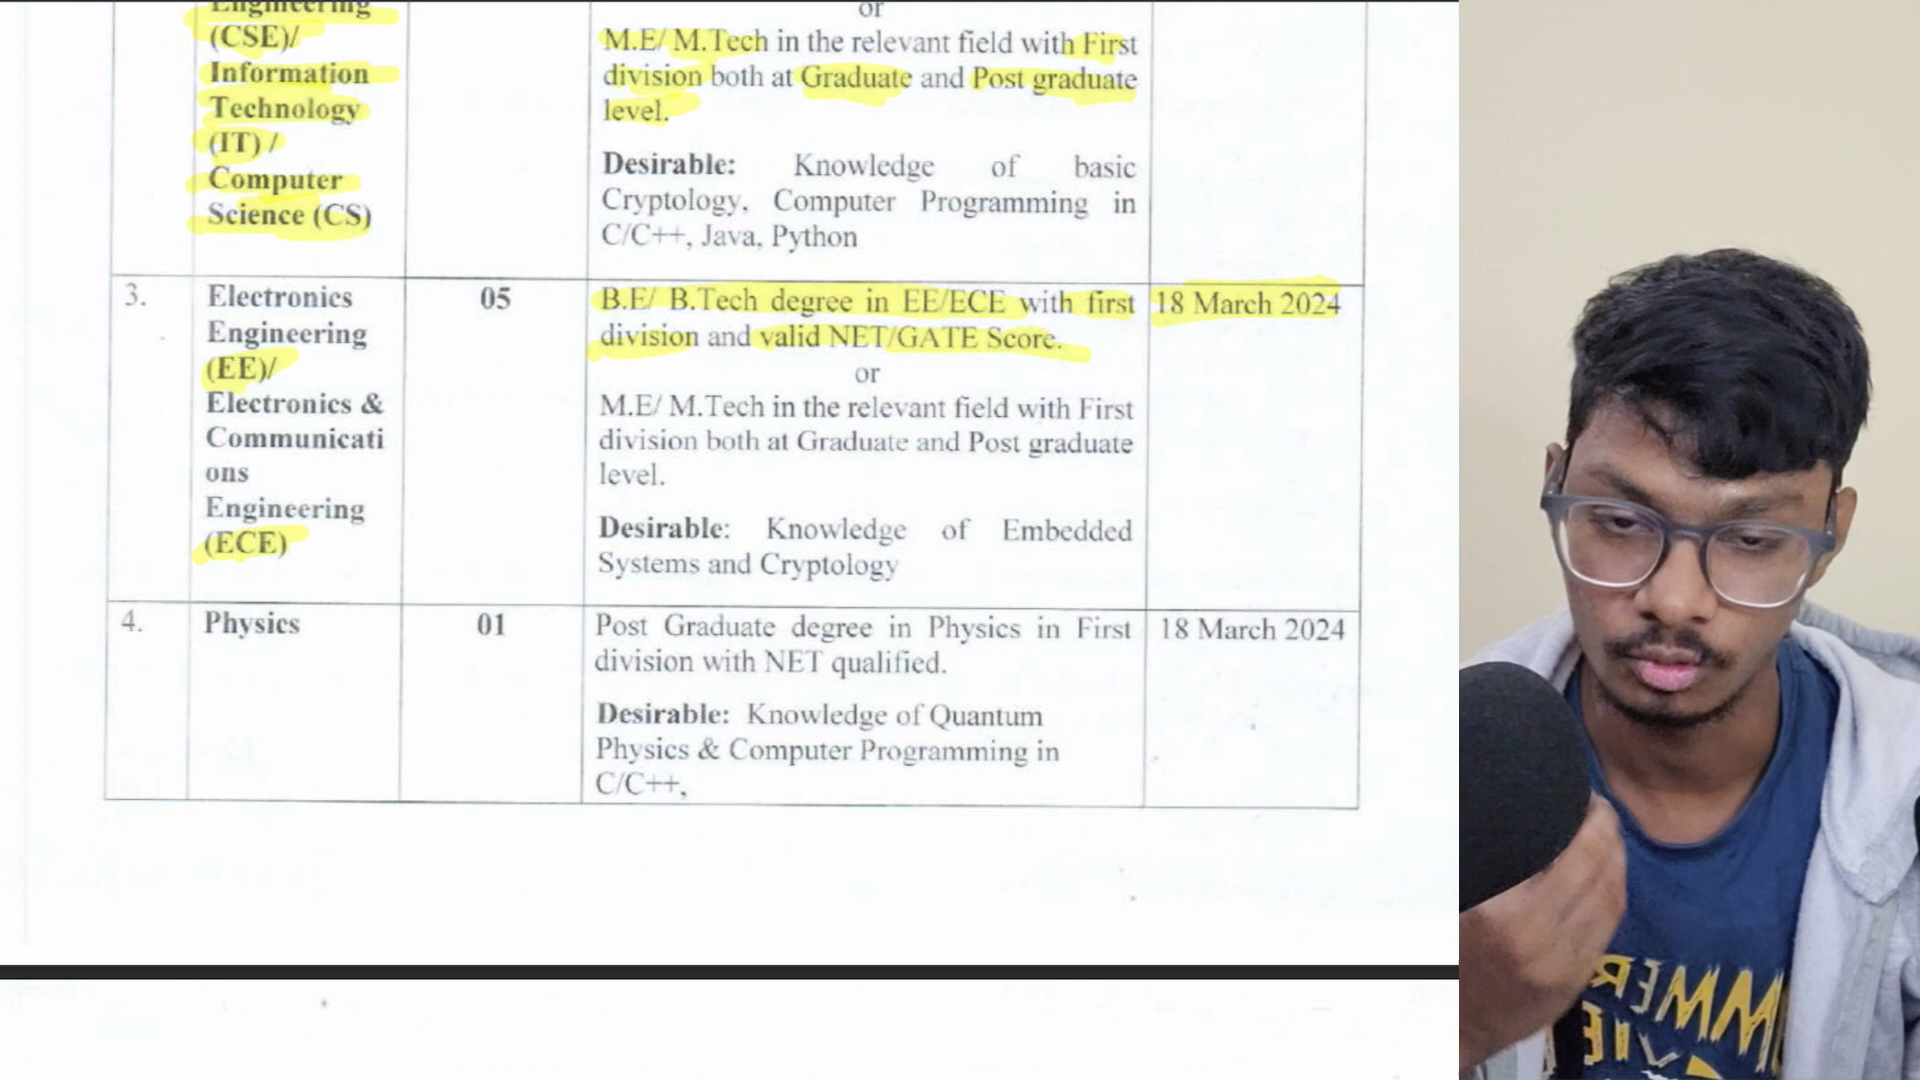 Engineering
(CSE)/
Information
Technology
(IT) /
Computer
Science (CS)
or
M.E/ M.Tech in the relevant field with First
division both at Graduate and Post graduate
level.
Desirable: Knowledge of basic
Cryptology, Computer Programming in
C/C++, Java, Python
3.
Electronics
Engineering
(EE)/
Electronics &
Communicati
ons
Engineering
(ECE)
05
B.E/ B.Tech degree in EE/ECE with first
division and valid NET/GATE Score.
or
M.E/ M.Tech in the relevant field with First
division both at Graduate and Post graduate
level.
Desirable: Knowledge of Embedded
Systems and Cryptology
18 March 2024
4.
Physics
01
Post Graduate degree in Physics in First
division with NET qualified.
Desirable: Knowledge of Quantum
Physics & Computer Programming in
C/C++,
18 March 2024